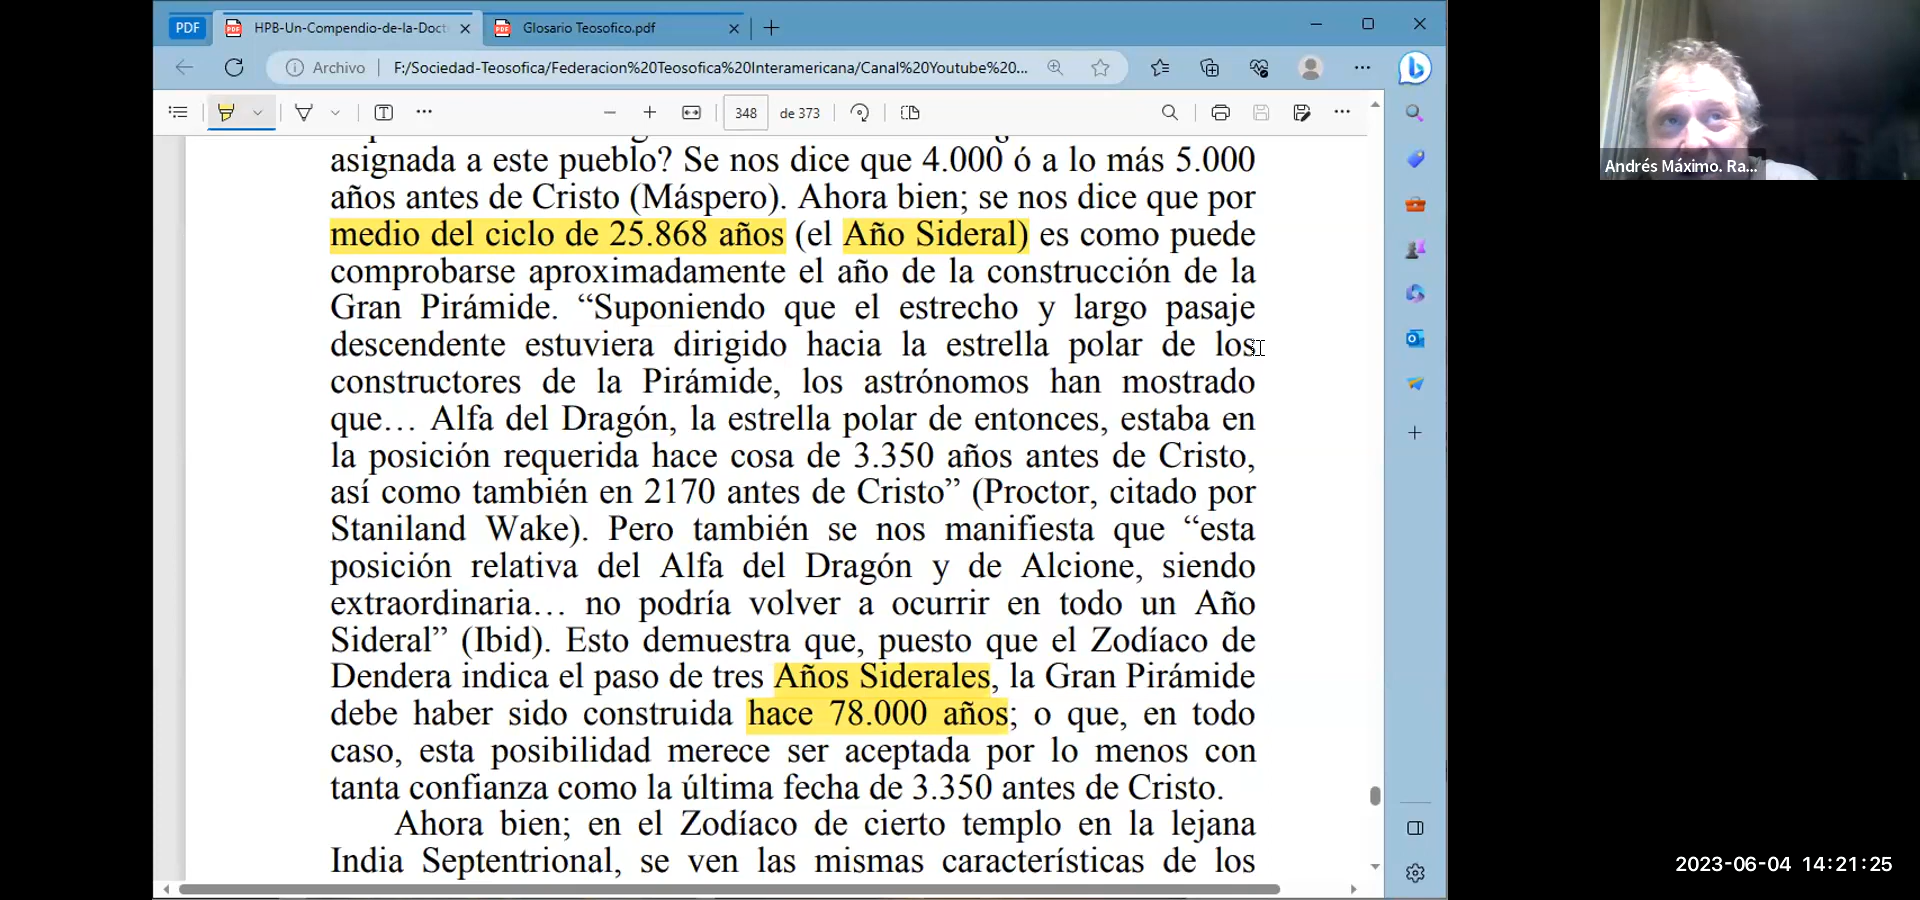 PDF
HPB-Un-Compendio-de-la-Doct
Glosario Teosofico.pdf
Archivo
F:/Sociedad-Teosofica/Federacion%20Teosofica%20Interamericana/Canal%20Youtube%20...
348 de 373
asignada a este pueblo? Se nos dice que 4.000 ó a lo más 5.000
años antes de Cristo (Máspero). Ahora bien; se nos dice que por
medio del ciclo de 25.868 años (el Año Sideral) es como puede
comprobarse aproximadamente el año de la construcción de la
Gran Pirámide. “Suponiendo que el estrecho y largo pasaje
descendente estuviera dirigido hacia la estrella polar de los
constructores de la Pirámide, los astrónomos han mostrado
que… Alfa del Dragón, la estrella polar de entonces, estaba en
la posición requerida hace cosa de 3.350 años antes de Cristo,
así como también en 2170 antes de Cristo” (Proctor, citado por
Staniland Wake). Pero también se nos manifiesta que “esta
posición relativa del Alfa del Dragón y de Alcione, siendo
extraordinaria… no podría volver a ocurrir en todo un Año
Sideral” (Ibid). Esto demuestra que, puesto que el Zodíaco de
Dendera indica el paso de tres Años Siderales, la Gran Pirámide
debe haber sido construida hace 78.000 años; o que, en todo
caso, esta posibilidad merece ser aceptada por lo menos con
tanta confianza como la última fecha de 3.350 antes de Cristo.
Ahora bien; en el Zodíaco de cierto templo en la lejana
India Septentrional, se ven las mismas características de los
Andrés Máximo. Ra...
2023-06-04 14:21:25